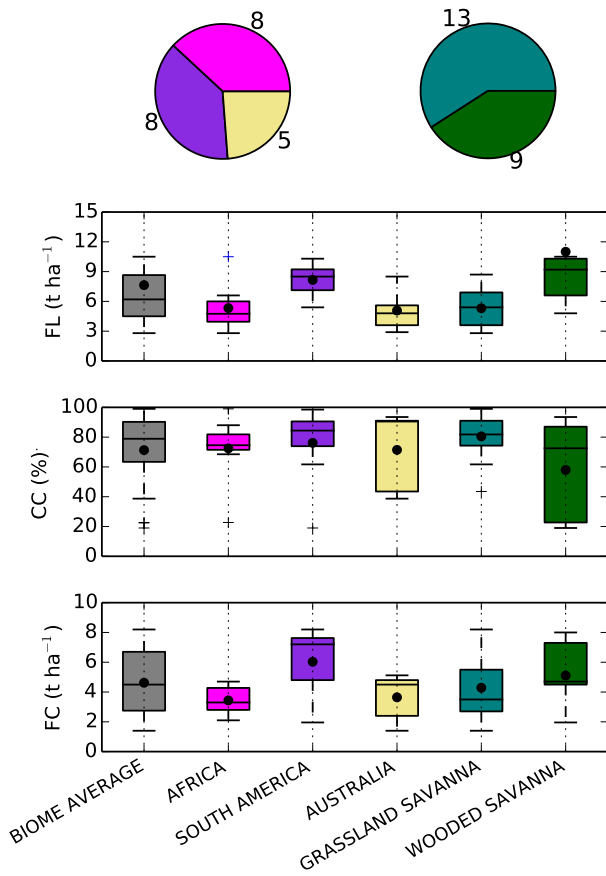 8
13
8
5
9
15
12
9
6
3
0
FL (t ha⁻¹)
100
80
60
40
20
0
CC (%)
10
8
6
4
2
0
FC (t ha⁻¹)
BIOME AVERAGE
AFRICA
SOUTH AMERICA
AUSTRALIA
GRASSLAND SAVANNA
WOODED SAVANNA